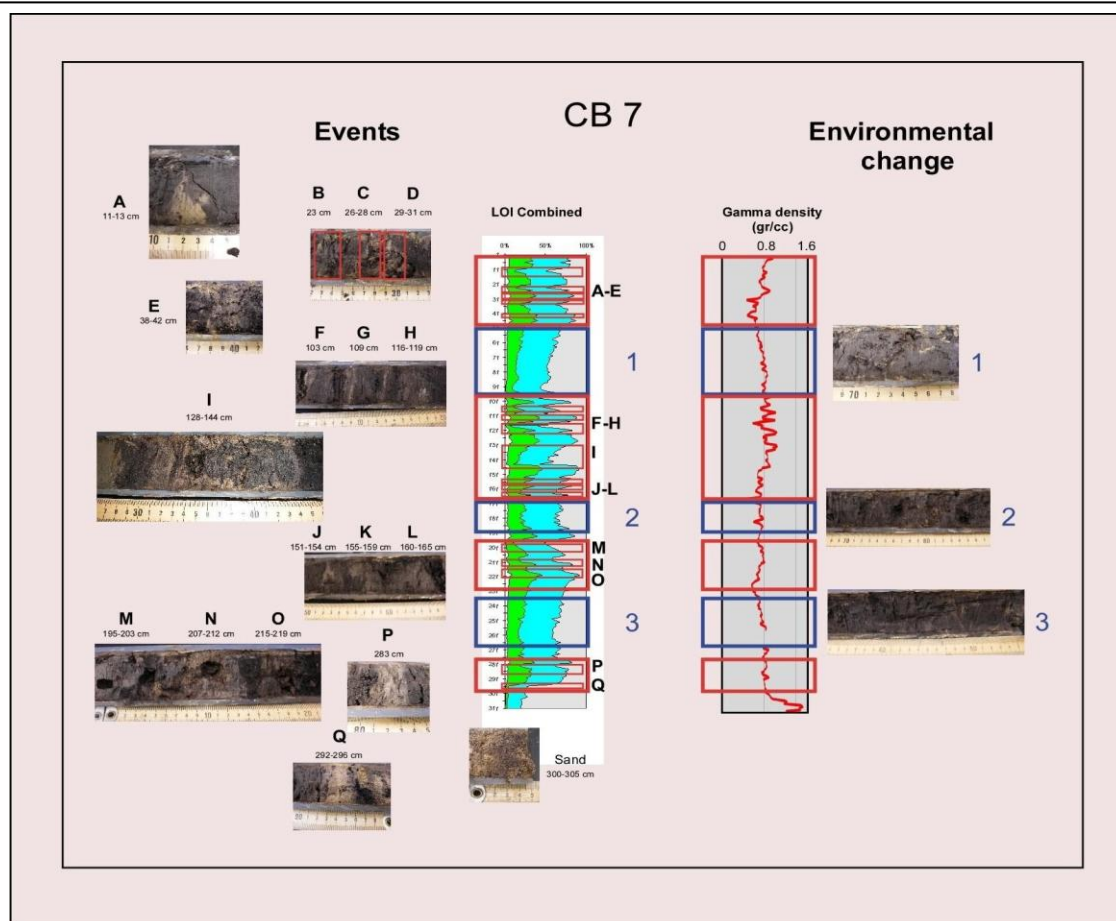 CB 7
Events
Environmental
change
A
11-13 cm
B C D
23 cm 26-28 cm 29-31 cm
E
38-42 cm
F G H
103 cm 109 cm 116-119 cm
I
128-144 cm
J K L
151-154 cm 155-159 cm 160-165 cm
M N O
195-203 cm 207-212 cm 215-219 cm
P
283 cm
Q
292-296 cm
LOI Combined
0% 50% 100%
A-E
1
F-H
I
J-L
2
M
N
O
3
P
Q
Sand
300-305 cm
Gamma density
(gr/cc)
0 0.8 1.6
1
2
3